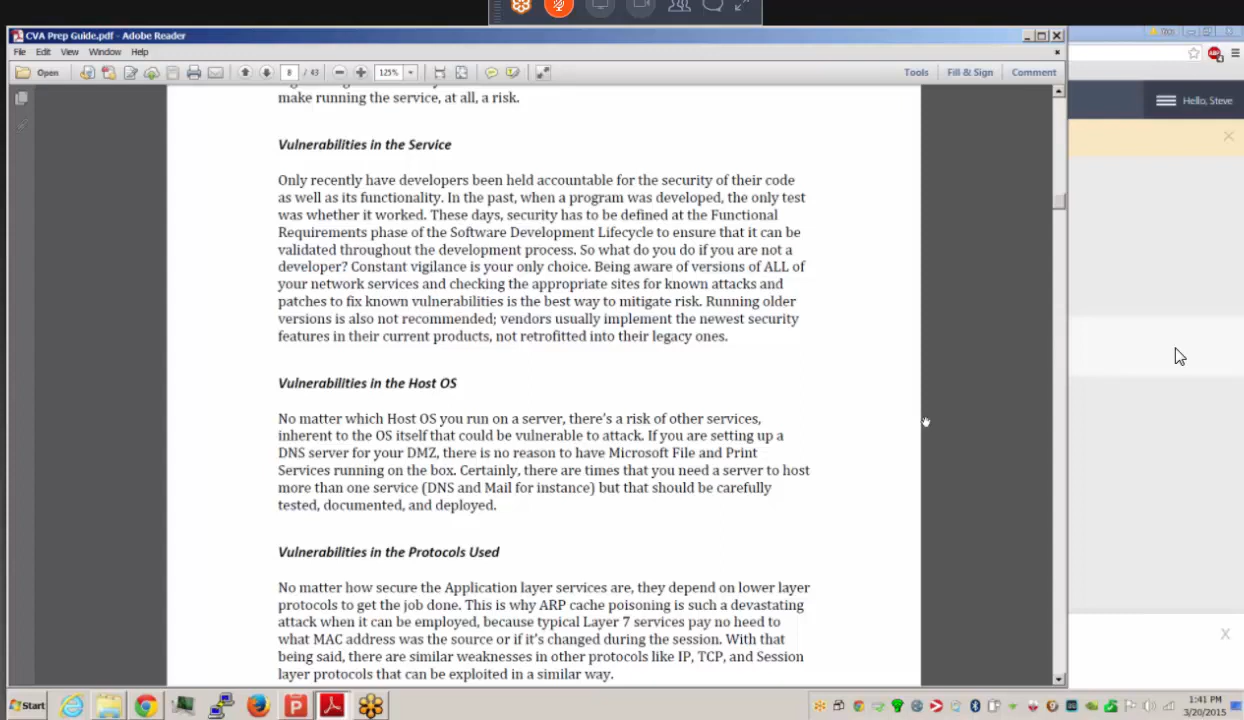 CVA Prep Guide.pdf - Adobe Reader
File Edit View Window Help
Open 8 / 43 125% Tools Fill & Sign Comment
Hello, Steve
make running the service, at all, a risk.
Vulnerabilities in the Service
Only recently have developers been held accountable for the security of their code
as well as its functionality. In the past, when a program was developed, the only test
was whether it worked. These days, security has to be defined at the Functional
Requirements phase of the Software Development Lifecycle to ensure that it can be
validated throughout the development process. So what do you do if you are not a
developer? Constant vigilance is your only choice. Being aware of versions of ALL of
your network services and checking the appropriate sites for known attacks and
patches to fix known vulnerabilities is the best way to mitigate risk. Running older
versions is also not recommended; vendors usually implement the newest security
features in their current products, not retrofitted into their legacy ones.
Vulnerabilities in the Host OS
No matter which Host OS you run on a server, there's a risk of other services,
inherent to the OS itself that could be vulnerable to attack. If you are setting up a
DNS server for your DMZ, there is no reason to have Microsoft File and Print
Services running on the box. Certainly, there are times that you need a server to host
more than one service (DNS and Mail for instance) but that should be carefully
tested, documented, and deployed.
Vulnerabilities in the Protocols Used
No matter how secure the Application layer services are, they depend on lower layer
protocols to get the job done. This is why ARP cache poisoning is such a devastating
attack when it can be employed, because typical Layer 7 services pay no heed to
what MAC address was the source or if it's changed during the session. With that
being said, there are similar weaknesses in other protocols like IP, TCP, and Session
layer protocols that can be exploited in a similar way.
Start
1:41 PM
3/20/2015